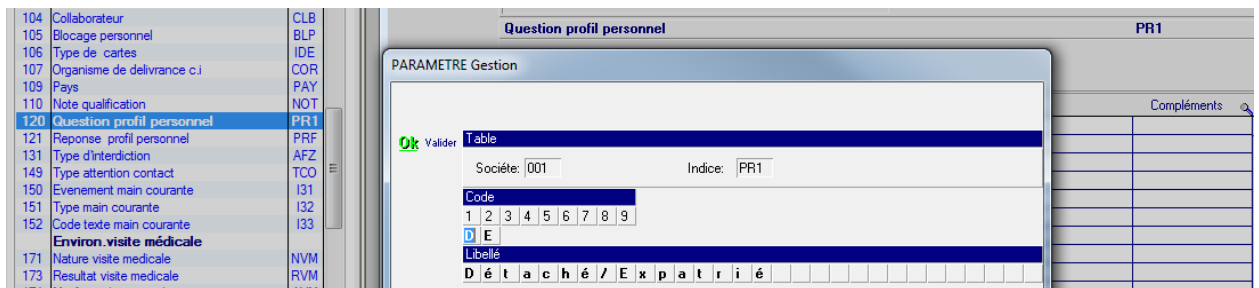 104 Collaborateur CLB
105 Blocage personnel BLP
106 Type de cartes IDE
107 Organisme de delivrance c.i COR
109 Pays PAY
110 Note qualification NOT
120 Question profil personnel PR1
121 Reponse profil personnel PRF
131 Type d'interdiction AFZ
149 Type attention contact TCO
150 Evenement main courante I31
151 Type main courante I32
152 Code texte main courante I33
Environ.visite médicale
171 Nature visite medicale NVM
173 Resultat visite medicale RVM
Question profil personnel PR1
PARAMETRE Gestion
Compléments
Ok Valider
Table
Sociéte: 001 Indice: PR1
Code
1 2 3 4 5 6 7 8 9
D E
Libellé
Détaché/Expatrié